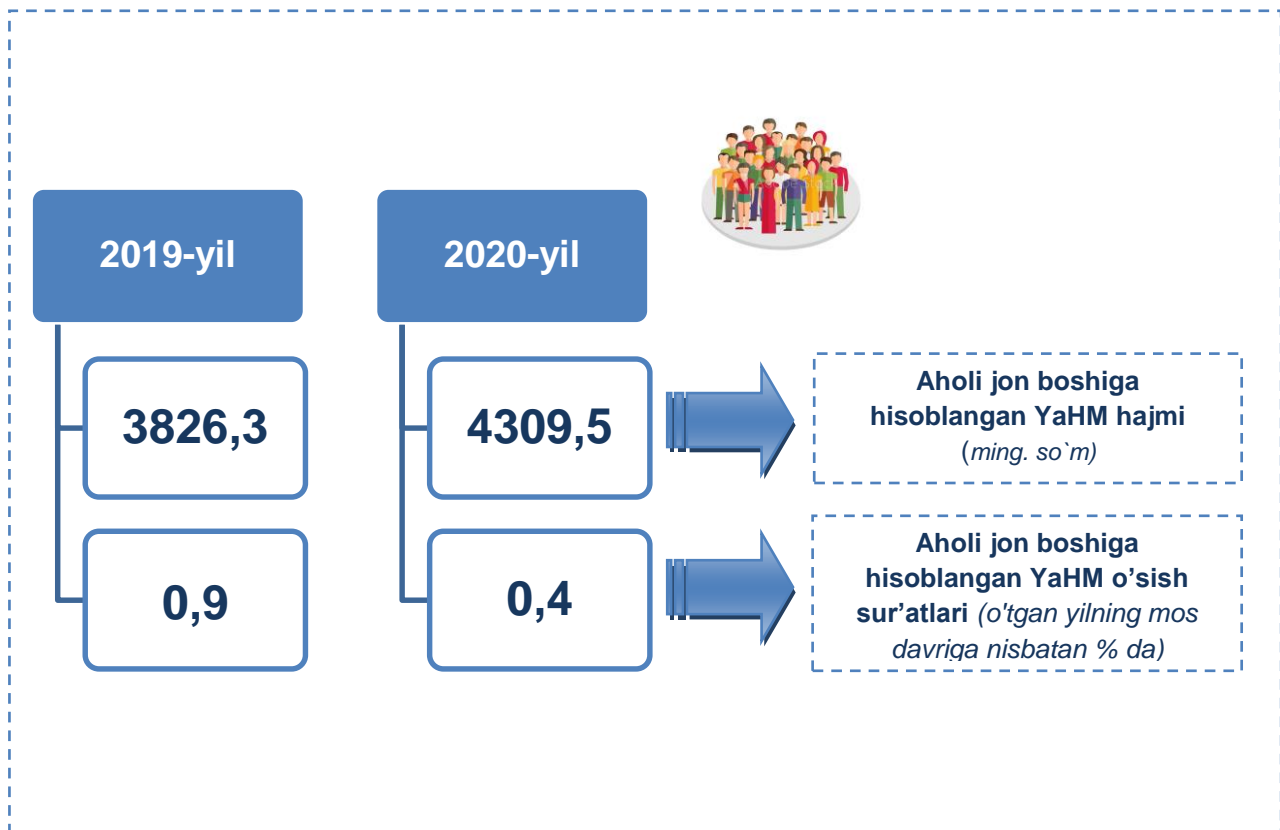 2019-yil
2020-yil
3826,3
4309,5
Aholi jon boshiga
hisoblangan YaHM hajmi
(ming. so`m)
0,9
0,4
Aholi jon boshiga
hisoblangan YaHM o’sish
sur’atlari (o'tgan yilning mos
davriga nisbatan % da)